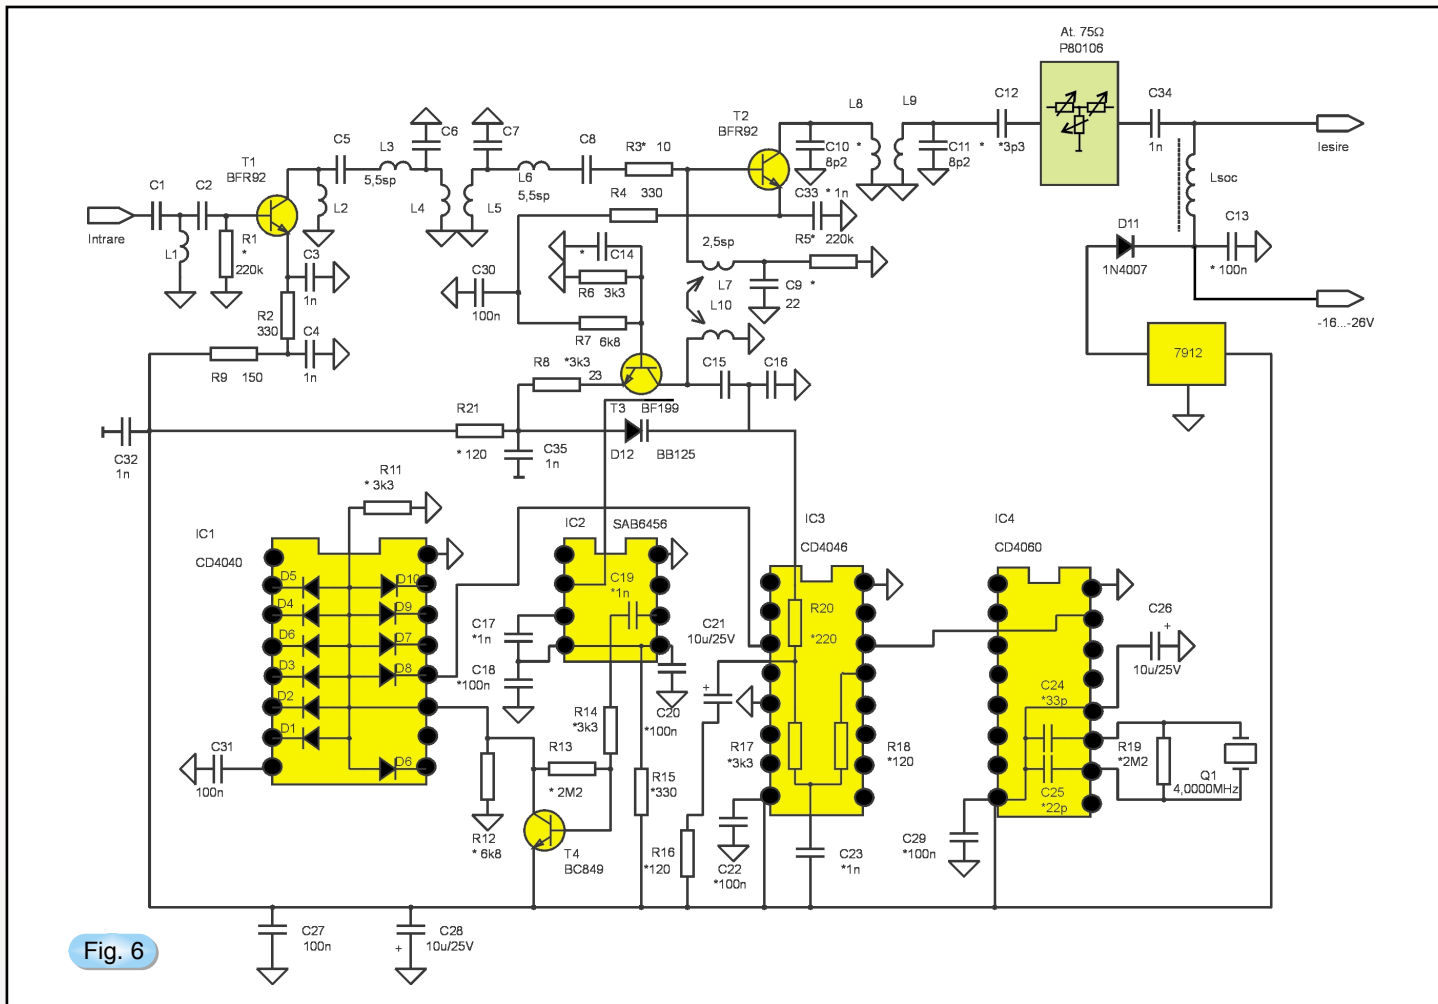 At. 75Ω
P80106
C12
*
*3p3
C34
1n
Iesire
L8
*
L9
T2
BFR92
C10
8p2
C11
8p2
Lsoc
C6
C7
C5
L3
5,5sp
C8
R3* 10
T1
BFR92
L6
5,5sp
R4
330
C33
* 1n
C1
C2
Intrare
L1
R1
*
220k
L2
L4
L5
R5*
220k
D11
1N4007
C13
* 100n
C3
1n
C30
100n
*
C14
R6
3k3
2,5sp
L7
L10
C9
22
*
R2
330
C4
1n
R7
6k8
-16...-26V
7912
R9
150
R8
*3k3
23
C15
C16
T3
BF199
R21
* 120
C35
1n
D12
BB125
C32
1n
R11
* 3k3
IC1
CD4040
IC2
SAB6456
IC3
CD4046
IC4
CD4060
D5
D10
D4
D9
D6
D7
D3
D8
D2
D1
D6
C19
*1n
C17
*1n
C18
*100n
C21
10u/25V
+
R20
*220
C26
+
10u/25V
C20
*100n
C24
*33p
C25
*22p
R14
*3k3
R13
* 2M2
R15
*330
R17
*3k3
R18
*120
R19
*2M2
Q1
4,0000MHz
C31
100n
R12
* 6k8
T4
BC849
R16
*120
C22
*100n
C23
*1n
C29
*100n
C27
100n
+
C28
10u/25V
Fig. 6